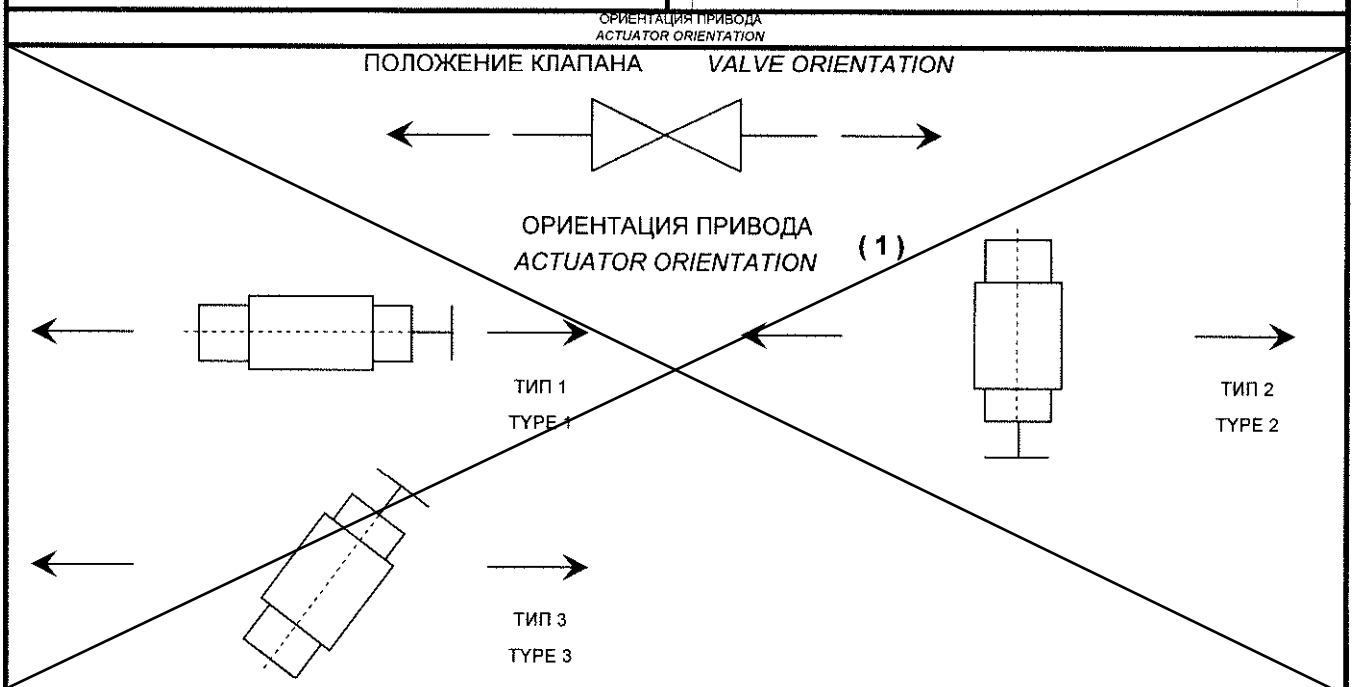 ОРИЕНТАЦИЯ ПРИВОДА
ACTUATOR ORIENTATION
ПОЛОЖЕНИЕ КЛАПАНА VALVE ORIENTATION
ОРИЕНТАЦИЯ ПРИВОДА
ACTUATOR ORIENTATION
(1)
ТИП 1
TYPE 1
ТИП 2
TYPE 2
ТИП 3
TYPE 3